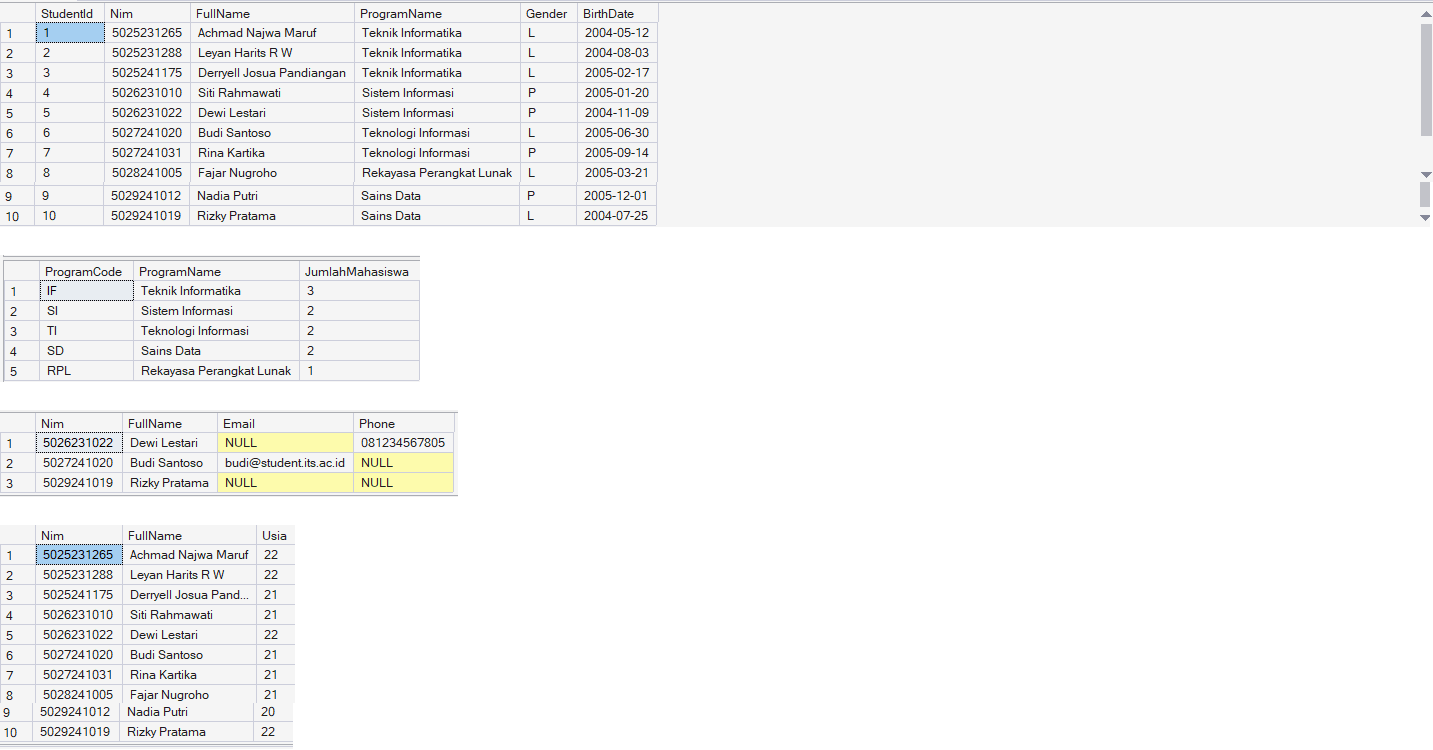 StudentId Nim FullName ProgramName Gender BirthDate
1 1 5025231265 Achmad Najwa Maruf Teknik Informatika L 2004-05-12
2 2 5025231288 Leyan Harits R W Teknik Informatika L 2004-08-03
3 3 5025241175 Derryell Josua Pandiangan Teknik Informatika L 2005-02-17
4 4 5026231010 Siti Rahmawati Sistem Informasi P 2005-01-20
5 5 5026231022 Dewi Lestari Sistem Informasi P 2004-11-09
6 6 5027241020 Budi Santoso Teknologi Informasi L 2005-06-30
7 7 5027241031 Rina Kartika Teknologi Informasi P 2005-09-14
8 8 5028241005 Fajar Nugroho Rekayasa Perangkat Lunak L 2005-03-21
9 9 5029241012 Nadia Putri Sains Data P 2005-12-01
10 10 5029241019 Rizky Pratama Sains Data L 2004-07-25
ProgramCode ProgramName JumlahMahasiswa
1 IF Teknik Informatika 3
2 SI Sistem Informasi 2
3 TI Teknologi Informasi 2
4 SD Sains Data 2
5 RPL Rekayasa Perangkat Lunak 1
Nim FullName Email Phone
1 5026231022 Dewi Lestari NULL 081234567805
2 5027241020 Budi Santoso budi@student.its.ac.id NULL
3 5029241019 Rizky Pratama NULL NULL
Nim FullName Usia
1 5025231265 Achmad Najwa Maruf 22
2 5025231288 Leyan Harits R W 22
3 5025241175 Derryell Josua Pand... 21
4 5026231010 Siti Rahmawati 21
5 5026231022 Dewi Lestari 22
6 5027241020 Budi Santoso 21
7 5027241031 Rina Kartika 21
8 5028241005 Fajar Nugroho 21
9 5029241012 Nadia Putri 20
10 5029241019 Rizky Pratama 22